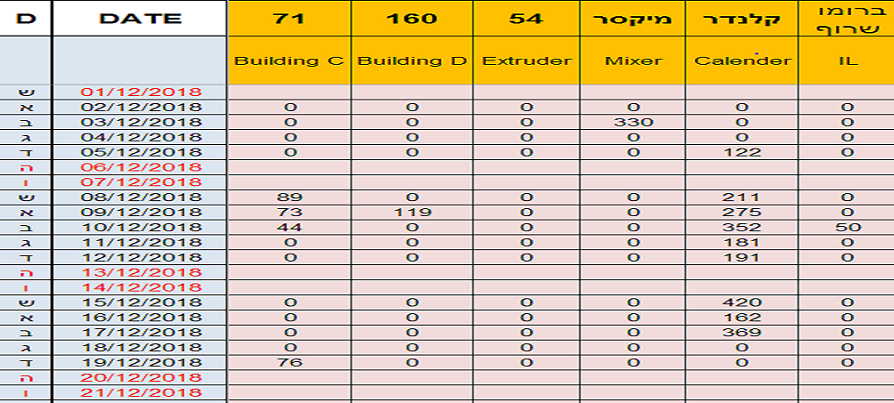 D DATE 71 160 54 מיקסר קלנדר ברומו שרוף
Building C Building D Extruder Mixer Calender IL
ש 01/12/2018
א 02/12/2018 0 0 0 0 0 0
ב 03/12/2018 0 0 0 330 0 0
ג 04/12/2018 0 0 0 0 0 0
ד 05/12/2018 0 0 0 0 122 0
ה 06/12/2018
ו 07/12/2018
ש 08/12/2018 89 0 0 0 211 0
א 09/12/2018 73 119 0 0 275 0
ב 10/12/2018 44 0 0 0 352 50
ג 11/12/2018 0 0 0 0 181 0
ד 12/12/2018 0 0 0 0 191 0
ה 13/12/2018
ו 14/12/2018
ש 15/12/2018 0 0 0 0 420 0
א 16/12/2018 0 0 0 0 162 0
ב 17/12/2018 0 0 0 0 369 0
ג 18/12/2018 0 0 0 0 0 0
ד 19/12/2018 76 0 0 0 0 0
ה 20/12/2018
ו 21/12/2018